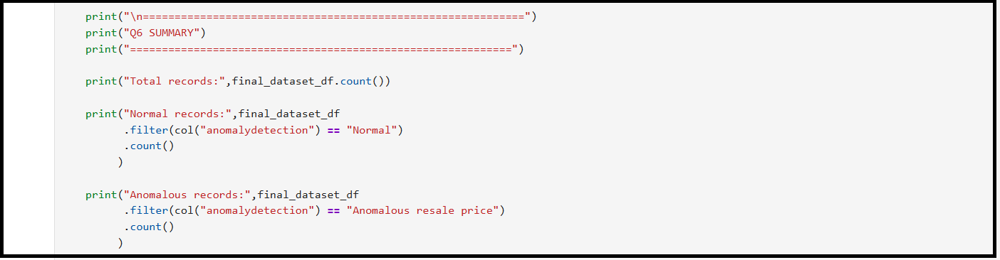 print("\n============================================================")
print("Q6 SUMMARY")
print("============================================================")
print("Total records:",final_dataset_df.count())
print("Normal records:",final_dataset_df
.filter(col("anomalydetection") == "Normal")
.count()
)
print("Anomalous records:",final_dataset_df
.filter(col("anomalydetection") == "Anomalous resale price")
.count()
)